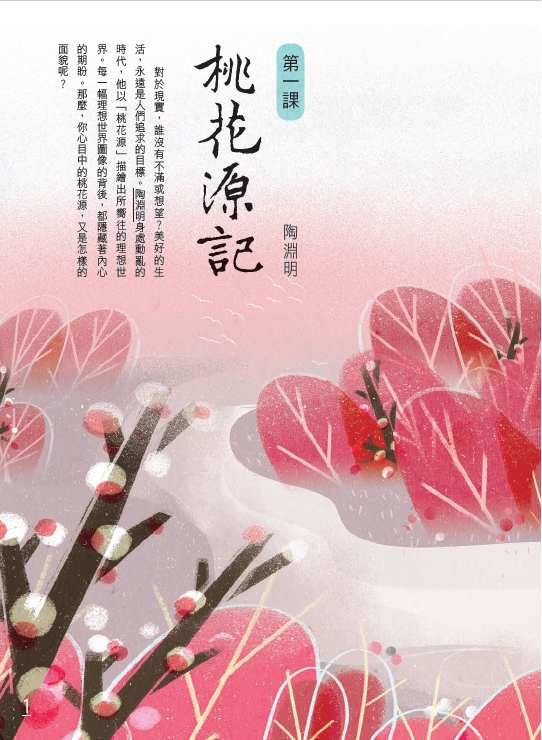 第一課
桃花源記
陶淵明
對於現實，誰沒有不滿或想望？美好的生
活，永遠是人們追求的目標。陶淵明身處動亂的
時代，他以「桃花源」描繪出所嚮往的理想世
界。每一幅理想世界圖像的背後，都隱藏著內心
的期盼。那麼，你心目中的桃花源，又是怎樣的
面貌呢？
1